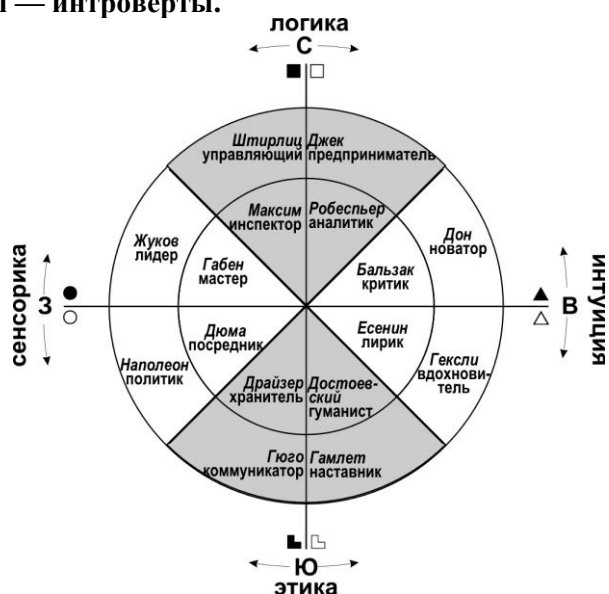 — интроверты.
логика
С
Штирлиц
управляющий
Джек
предприниматель
Максим
инспектор
Робеспьер
аналитик
Жуков
лидер
Габен
мастер
Дон
новатор
Бальзак
критик
сенсорика
З
В
интуиция
Дюма
посредник
Есенин
лирик
Наполеон
политик
Гексли
вдохнови-
тель
Драйзер
хранитель
Достоев-
ский
гуманист
Гюго
коммуникатор
Гамлет
наставник
Ю
этика